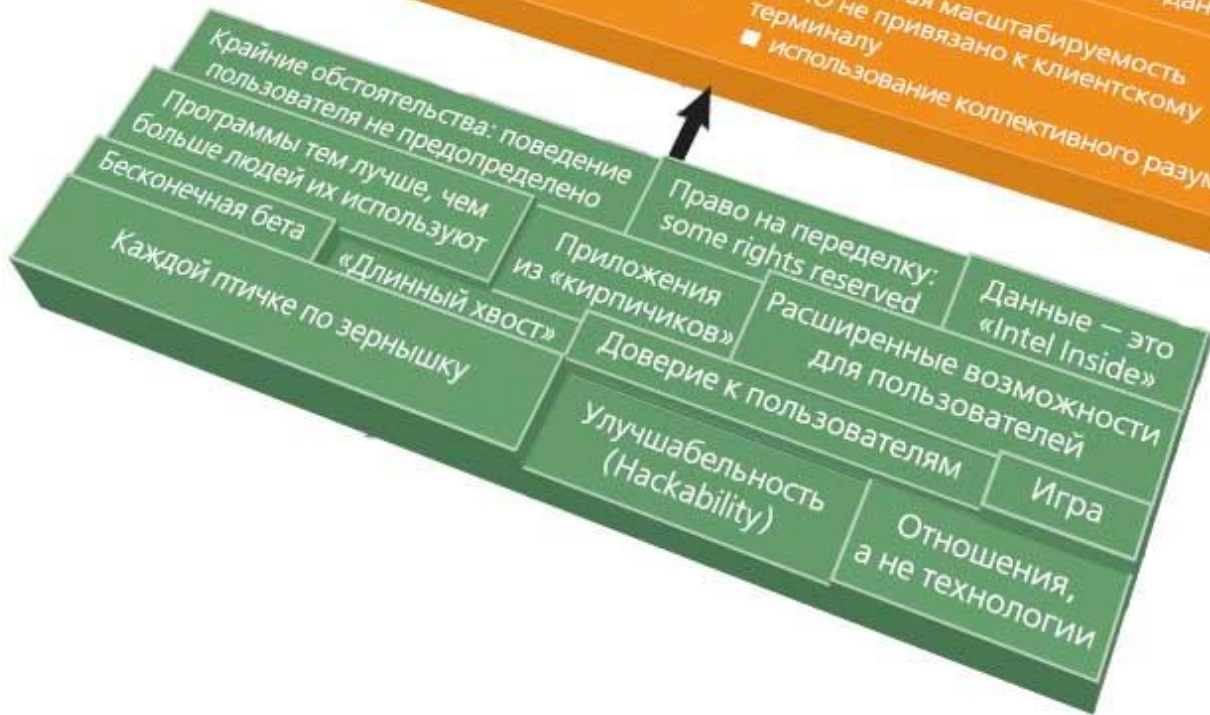 масштабируемость
не привязано к клиентскому
терминалу
■ использование коллективного
Крайние обстоятельства: поведение
пользователя не предопределено
Программы тем лучше, чем
больше людей их используют
Бесконечная бета
Каждой птичке по зернышку
«Длинный хвост»
Приложения
из «кирпичиков»
Право на переделку:
some rights reserved
Данные — это
«Intel Inside»
Расширенные возможности
для пользователей
Доверие к пользователям
Игра
Улучшабельность
(Hackability)
Отношения,
а не технологии